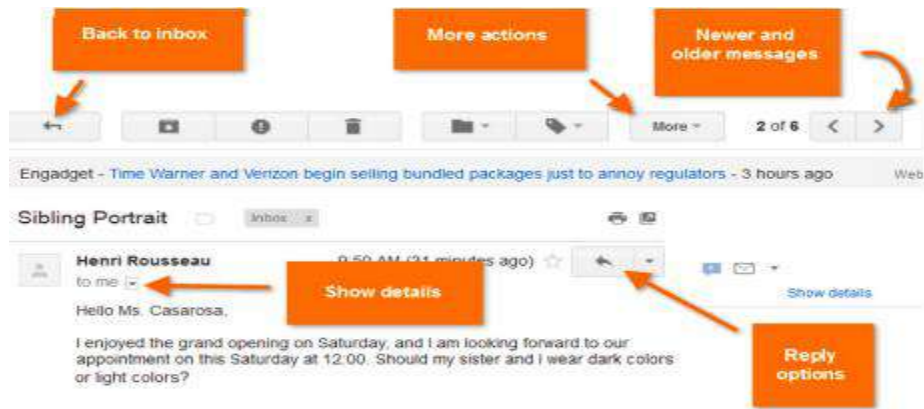 Back to inbox
More actions
Newer and
older messages
More
2 of 6
Engadget - Time Warner and Verizon begin selling bundled packages just to annoy regulators - 3 hours ago
Web
Sibling Portrait
Inbox x
Henri Rousseau
9:50 AM (21 minutes ago)
to me
Show details
Show details
Hello Ms. Casarosa,
I enjoyed the grand opening on Saturday, and I am looking forward to our
appointment on this Saturday at 12:00. Should my sister and I wear dark colors
or light colors?
Reply
options